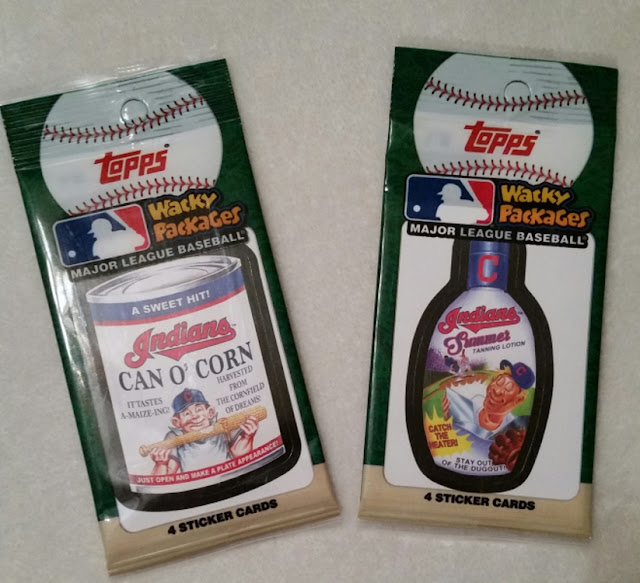 TOPPS
Wacky
Packages
MAJOR LEAGUE BASEBALL
A SWEET HIT!
Indians
CAN O' CORN
IT TASTES
A-MAIZE-ING!
HARVESTED
FROM
THE CORNFIELD
OF DREAMS!
JUST OPEN AND MAKE A PLATE APPEARANCE!
4 STICKER CARDS
TOPPS
Wacky
Packages
MAJOR LEAGUE BASEBALL
C
Indians
Summer
TANNING LOTION
CATCH
THE
HEATER!
STAY OUT
OF THE DUGOUT!
4 STICKER CARDS